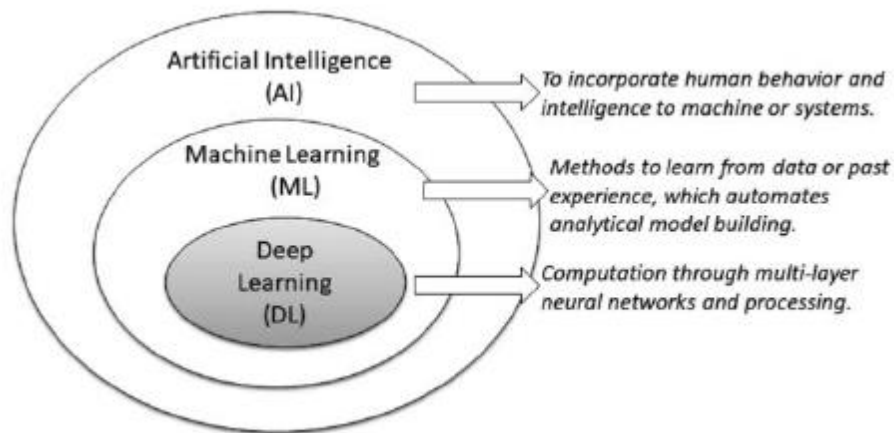 Artificial Intelligence
(AI)
To incorporate human behavior and
intelligence to machine or systems.
Machine Learning
(ML)
Methods to learn from data or past
experience, which automates
analytical model building.
Deep
Learning
(DL)
Computation through multi-layer
neural networks and processing.